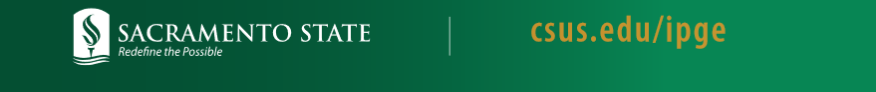 SACRAMENTO STATE
Redefine the Possible
csus.edu/ipge